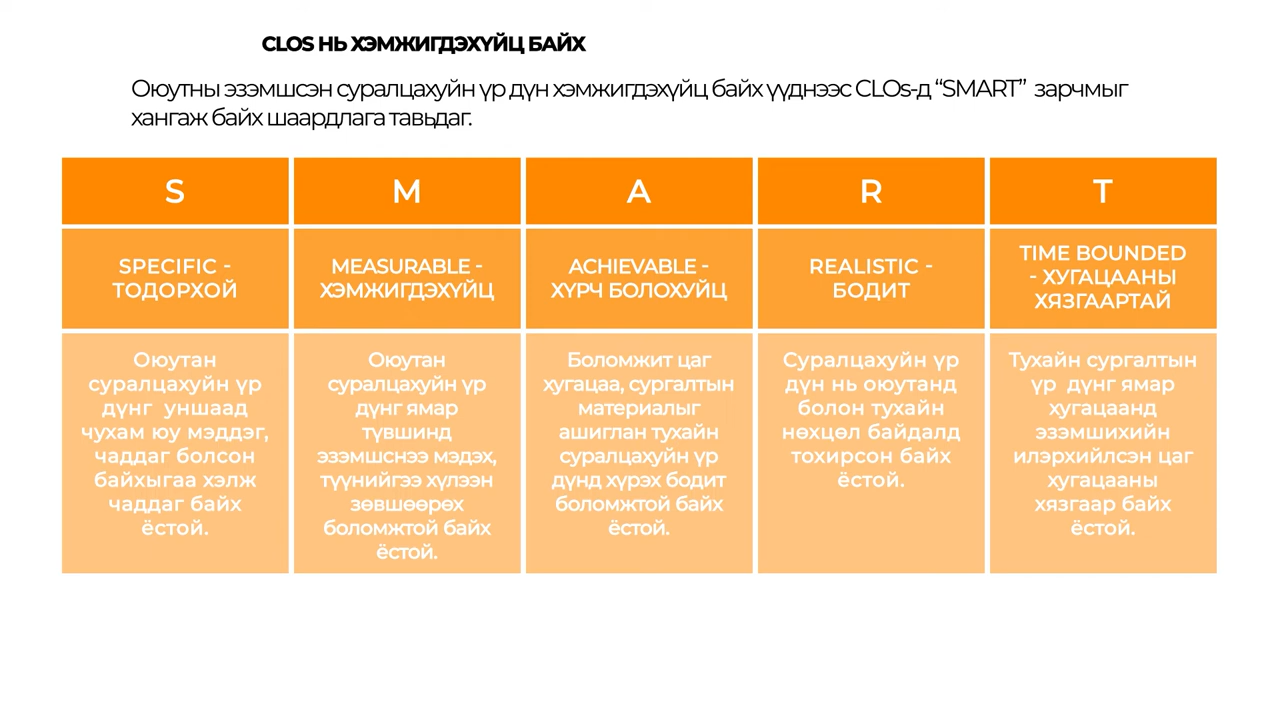 CLOS НЬ ХЭМЖИГДЭХҮЙЦ БАЙХ
Оюутны эзэмшсэн суралцахуйн үр дүн хэмжигдэхүйц байх үүднээс CLOs-д “SMART” зарчмыг
хангаж байх шаардлага тавьдаг.
S
M
A
R
T
SPECIFIC -
ТОДОРХОЙ
MEASURABLE -
ХЭМЖИГДЭХҮЙЦ
ACHIEVABLE -
ХҮРЧ БОЛОХУЙЦ
REALISTIC -
БОДИТ
TIME BOUNDED
- ХУГАЦААНЫ
ХЯЗГААРТАЙ
Оюутан
суралцахуйн үр
дүнг уншаад
чухам юу мэддэг,
чаддаг болсон
байхыгаа хэлж
чаддаг байх
ёстой.
Оюутан
суралцахуйн үр
дүнг ямар
түвшинд
эзэмшснээ мэдэх,
түүнийгээ хүлээн
зөвшөөрөх
боломжтой байх
ёстой.
Боломжит цаг
хугацаа, сургалтын
материалыг
ашиглан тухайн
суралцахуйн үр
дүнд хүрэх бодит
боломжтой байх
ёстой.
Суралцахуйн үр
дүн нь оюутанд
болон тухайн
нөхцөл байдалд
тохирсон байх
ёстой.
Тухайн сургалтын
үр дүнг ямар
хугацаанд
эзэмшихийн
илэрхийлсэн цаг
хугацааны
хязгаар байх
ёстой.